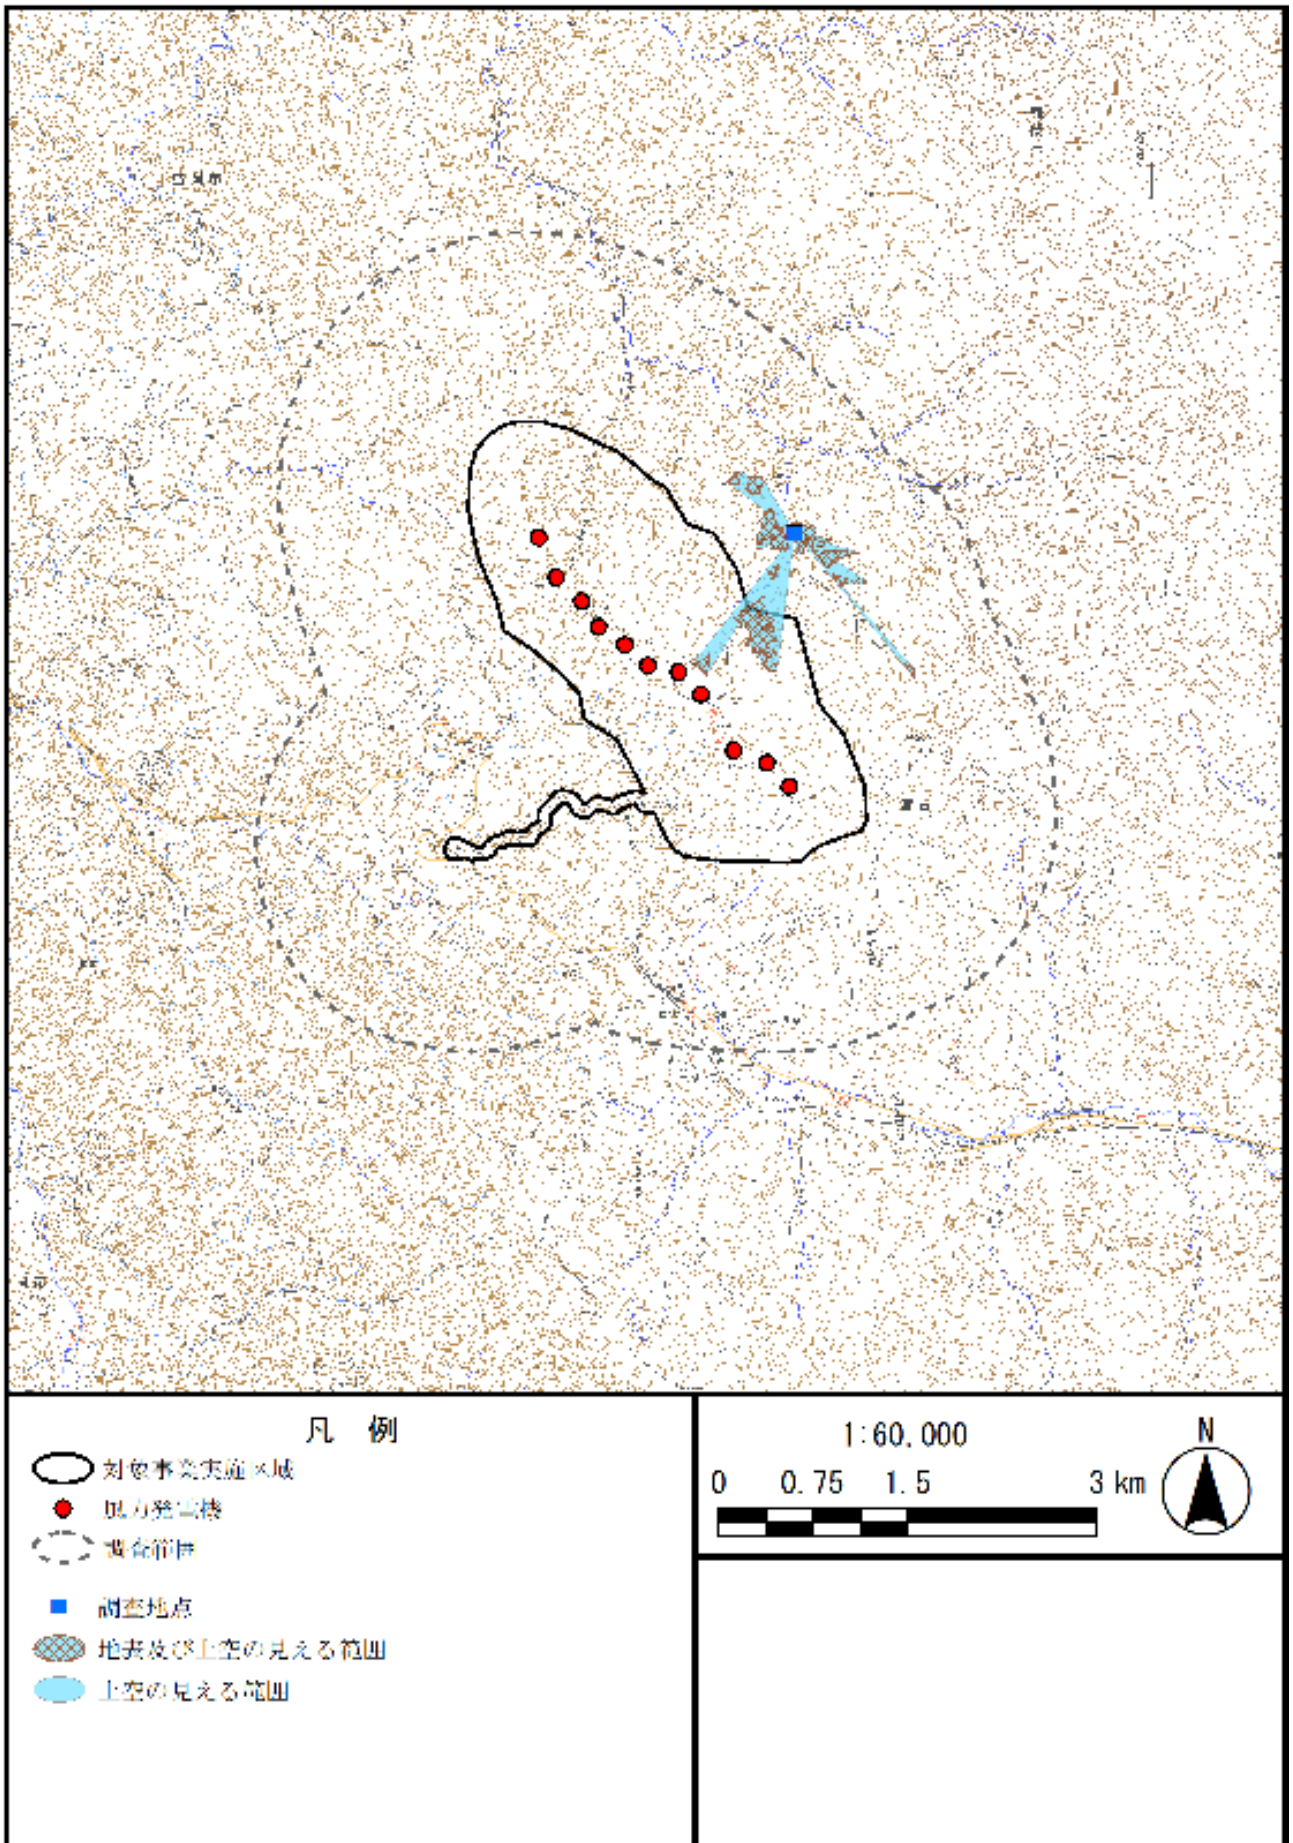 凡 例
対象事業実施区域
風力発電機
調査範囲
調査地点
地表及び上空の見える範囲
上空の見える範囲
1:60,000
0 0.75 1.5 3 km
N